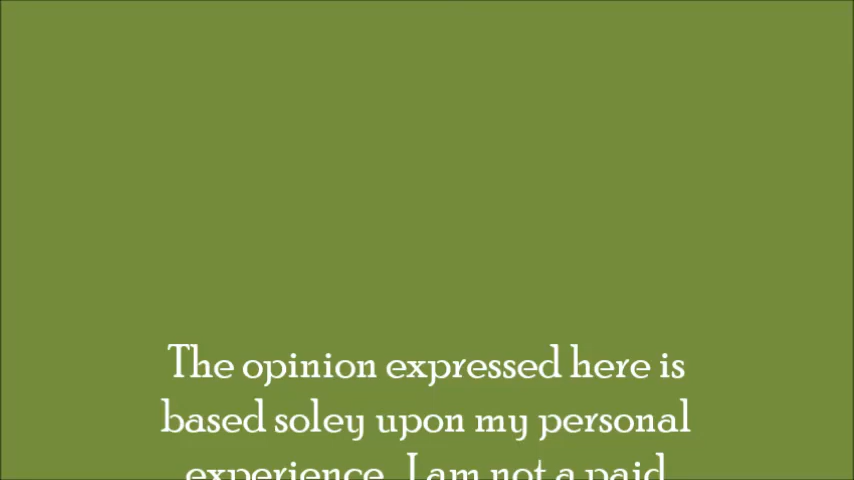 The opinion expressed here is
based soley upon my personal
experience. I am not a paid